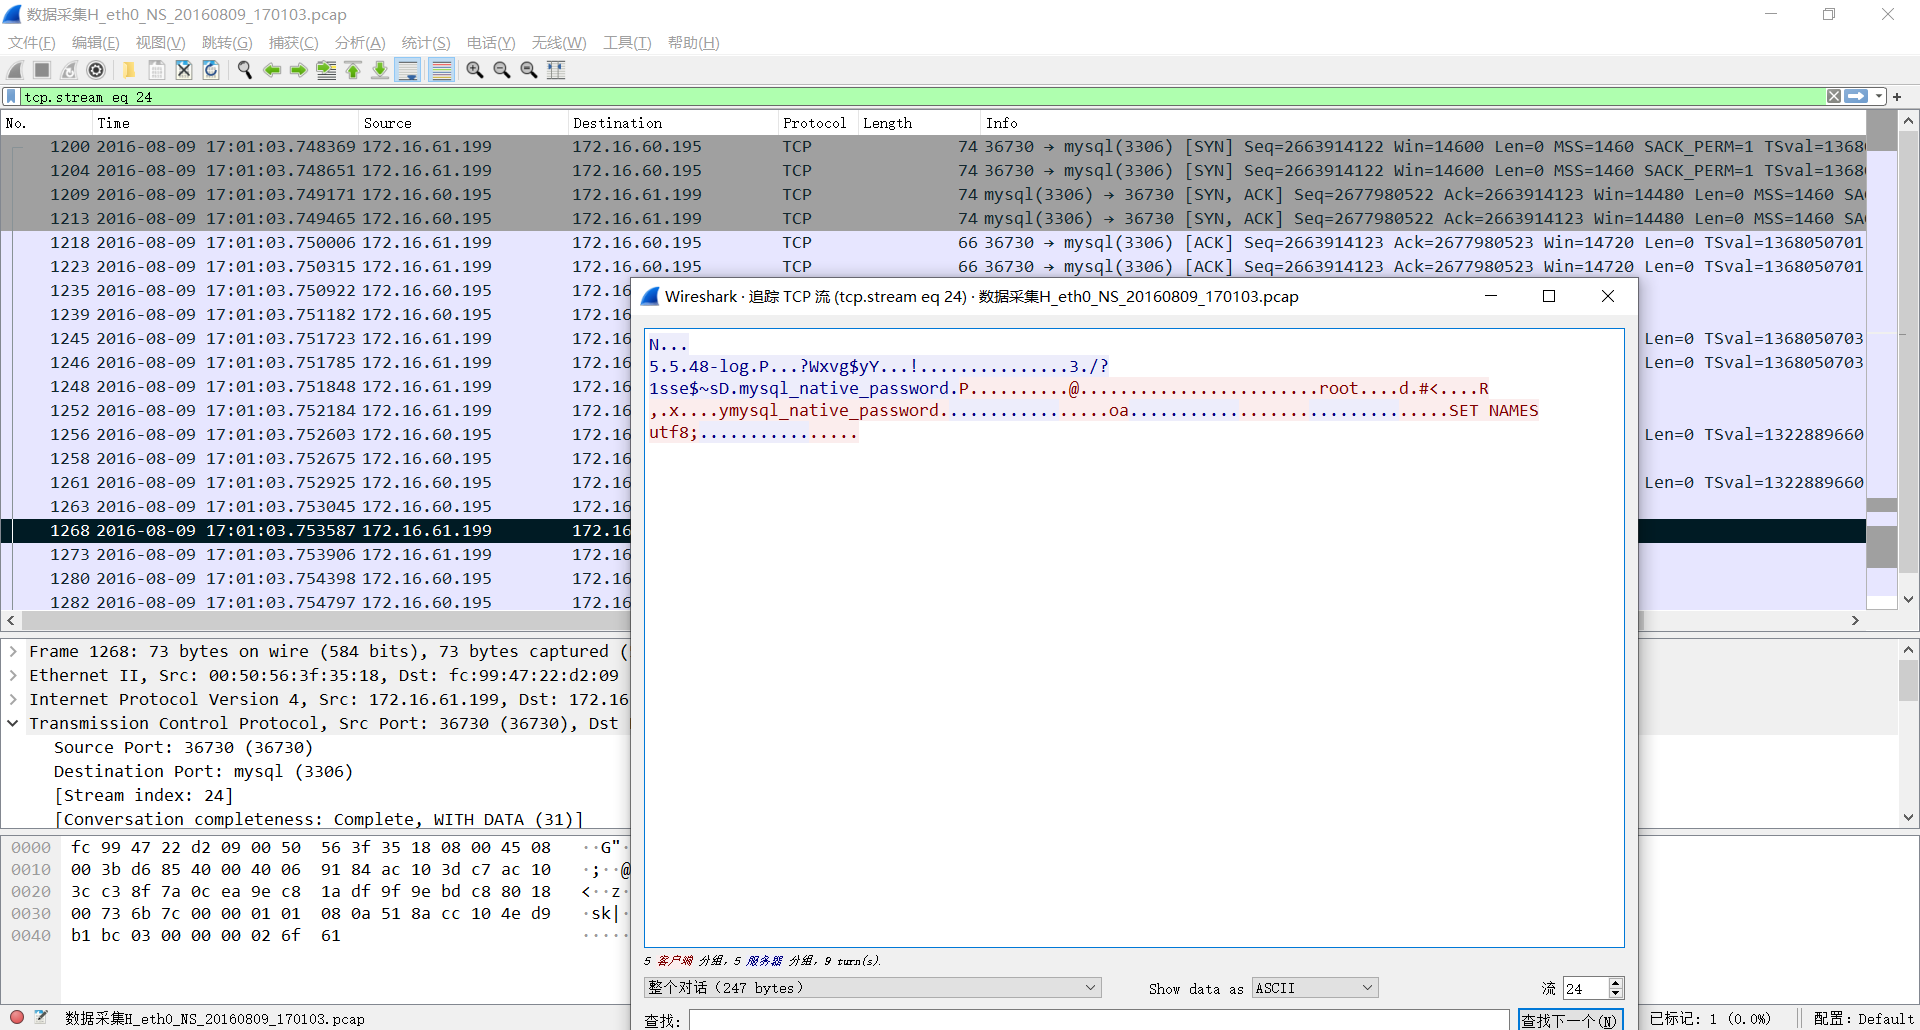 数据采集H_eth0_NS_20160809_170103.pcap
文件(F) 编辑(E) 视图(V) 跳转(G) 捕获(C) 分析(A) 统计(S) 电话(Y) 无线(W) 工具(T) 帮助(H)
tcp.stream eq 24
No. Time Source Destination Protocol Length Info
1200 2016-08-09 17:01:03.748369 172.16.61.199 172.16.60.195 TCP 74 36730 → mysql(3306) [SYN] Seq=2663914122 Win=14600 Len=0 MSS=1460 SACK_PERM=1 TSval=1368
1204 2016-08-09 17:01:03.748651 172.16.61.199 172.16.60.195 TCP 74 36730 → mysql(3306) [SYN] Seq=2663914122 Win=14600 Len=0 MSS=1460 SACK_PERM=1 TSval=1368
1209 2016-08-09 17:01:03.749171 172.16.60.195 172.16.61.199 TCP 74 mysql(3306) → 36730 [SYN, ACK] Seq=2677980522 Ack=2663914123 Win=14480 Len=0 MSS=1460 SA
1213 2016-08-09 17:01:03.749465 172.16.60.195 172.16.61.199 TCP 74 mysql(3306) → 36730 [SYN, ACK] Seq=2677980522 Ack=2663914123 Win=14480 Len=0 MSS=1460 SA
1218 2016-08-09 17:01:03.750006 172.16.61.199 172.16.60.195 TCP 66 36730 → mysql(3306) [ACK] Seq=2663914123 Ack=2677980523 Win=14720 Len=0 TSval=1368050701
1223 2016-08-09 17:01:03.750315 172.16.61.199 172.16.60.195 TCP 66 36730 → mysql(3306) [ACK] Seq=2663914123 Ack=2677980523 Win=14720 Len=0 TSval=1368050701
1235 2016-08-09 17:01:03.750922 172.16.60.195 172.16
1239 2016-08-09 17:01:03.751182 172.16.60.195 172.16
1245 2016-08-09 17:01:03.751723 172.16.61.199 172.16 Len=0 TSval=1368050703
1246 2016-08-09 17:01:03.751785 172.16.61.199 172.16 Len=0 TSval=1368050703
1248 2016-08-09 17:01:03.751848 172.16.61.199 172.16
1252 2016-08-09 17:01:03.752184 172.16.61.199 172.16
1256 2016-08-09 17:01:03.752603 172.16.60.195 172.16 Len=0 TSval=1322889660
1258 2016-08-09 17:01:03.752675 172.16.60.195 172.16
1261 2016-08-09 17:01:03.752925 172.16.60.195 172.16 Len=0 TSval=1322889660
1263 2016-08-09 17:01:03.753045 172.16.60.195 172.16
1268 2016-08-09 17:01:03.753587 172.16.61.199 172.16
1273 2016-08-09 17:01:03.753906 172.16.61.199 172.16
1280 2016-08-09 17:01:03.754398 172.16.60.195 172.16
1282 2016-08-09 17:01:03.754797 172.16.60.195 172.16
Wireshark · 追踪 TCP 流 (tcp.stream eq 24) · 数据采集H_eth0_NS_20160809_170103.pcap
N...
5.5.48-log.P...?Wxvg$yY...!...............3./?
1sse$~sD.mysql_native_password.P..........@........................root....d.#<....R
,.x....ymysql_native_password.................oa................................SET NAMES
utf8;................
5 客户端 分组, 5 服务器 分组, 9 turn(s).
整个对话 (247 bytes)
Show data as ASCII
流 24
查找:
查找下一个(N)
Frame 1268: 73 bytes on wire (584 bits), 73 bytes captured (
Ethernet II, Src: 00:50:56:3f:35:18, Dst: fc:99:47:22:d2:09
Internet Protocol Version 4, Src: 172.16.61.199, Dst: 172.16
Transmission Control Protocol, Src Port: 36730 (36730), Dst
Source Port: 36730 (36730)
Destination Port: mysql (3306)
[Stream index: 24]
[Conversation completeness: Complete, WITH DATA (31)]
0000 fc 99 47 22 d2 09 00 50 56 3f 35 18 08 00 45 08 ··G"·
0010 00 3b d6 85 40 00 40 06 91 84 ac 10 3d c7 ac 10 ·;··@
0020 3c c3 8f 7a 0c ea 9e c8 1a df 9f 9e bd c8 80 18 <··z·
0030 00 73 6b 7c 00 00 01 01 08 0a 51 8a cc 10 4e d9 ·sk|·
0040 b1 bc 03 00 00 00 02 6f 61 ·····
数据采集H_eth0_NS_20160809_170103.pcap
已标记: 1 (0.0%)
配置: Default